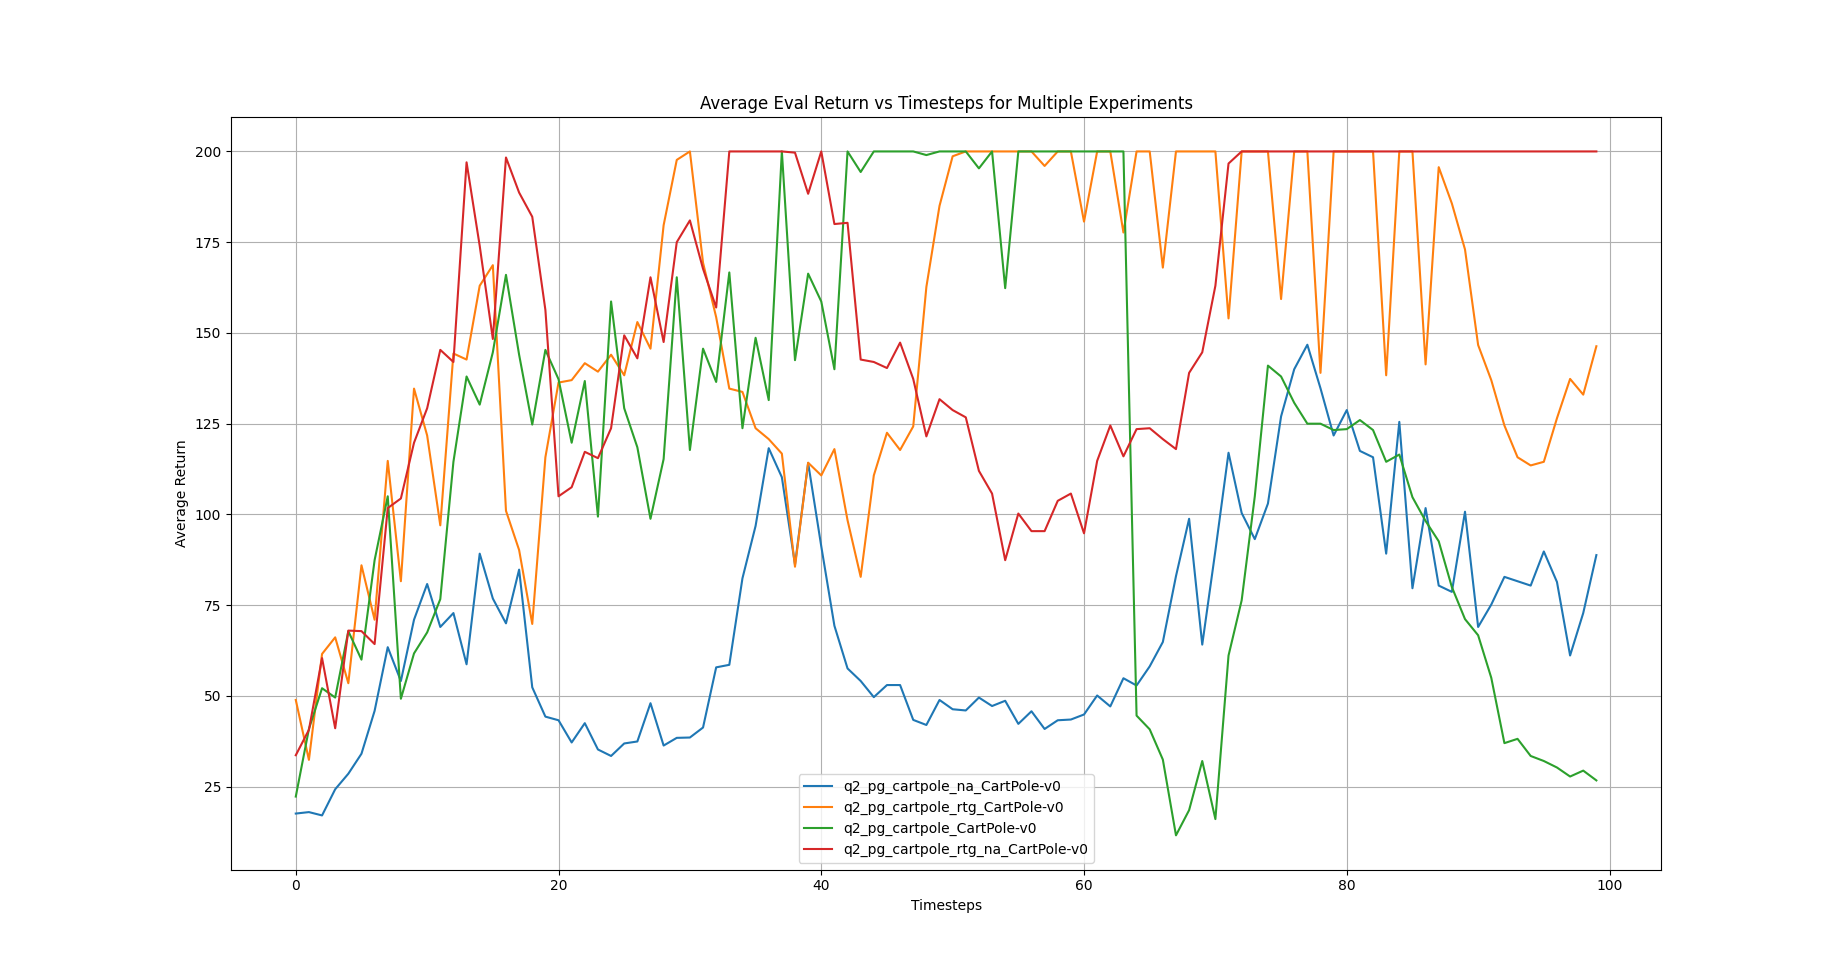 Average Eval Return vs Timesteps for Multiple Experiments
200
175
150
125
100
75
50
25
Average Return
q2_pg_cartpole_na_CartPole-v0
q2_pg_cartpole_rtg_CartPole-v0
q2_pg_cartpole_CartPole-v0
q2_pg_cartpole_rtg_na_CartPole-v0
0 20 40 60 80 100
Timesteps